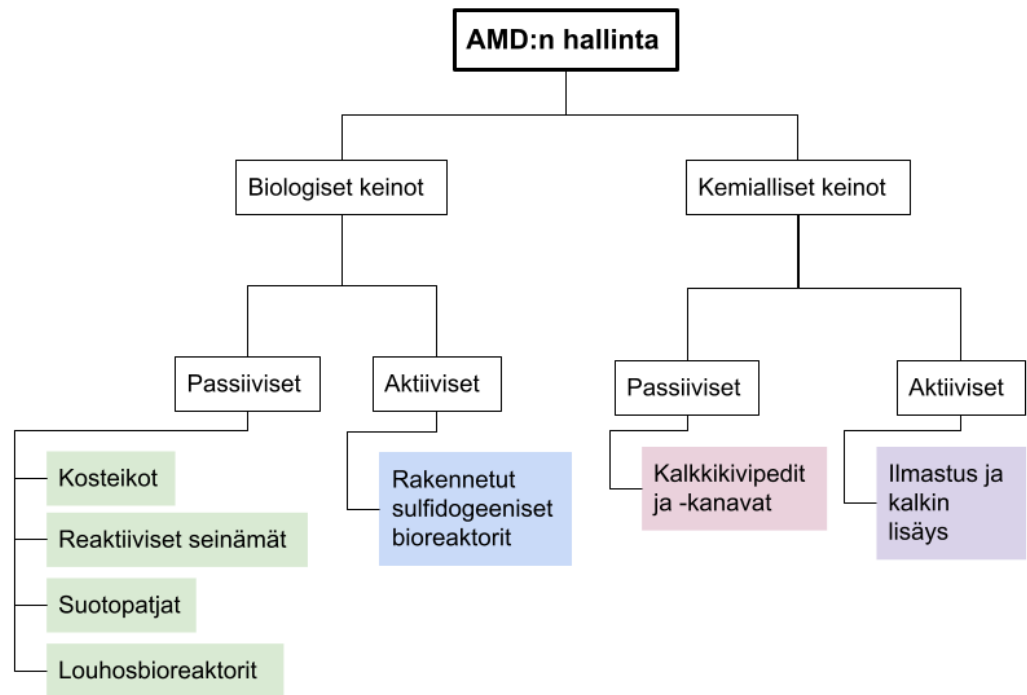 AMD:n hallinta
Biologiset keinot
Kemialliset keinot
Passiiviset
Aktiiviset
Passiiviset
Aktiiviset
Kosteikot
Reaktiiviset seinämät
Suotopatjat
Louhosbioreaktorit
Rakennetut
sulfidogeeniset
bioreaktorit
Kalkkikivipedit
ja -kanavat
Ilmastus ja
kalkin
lisäys